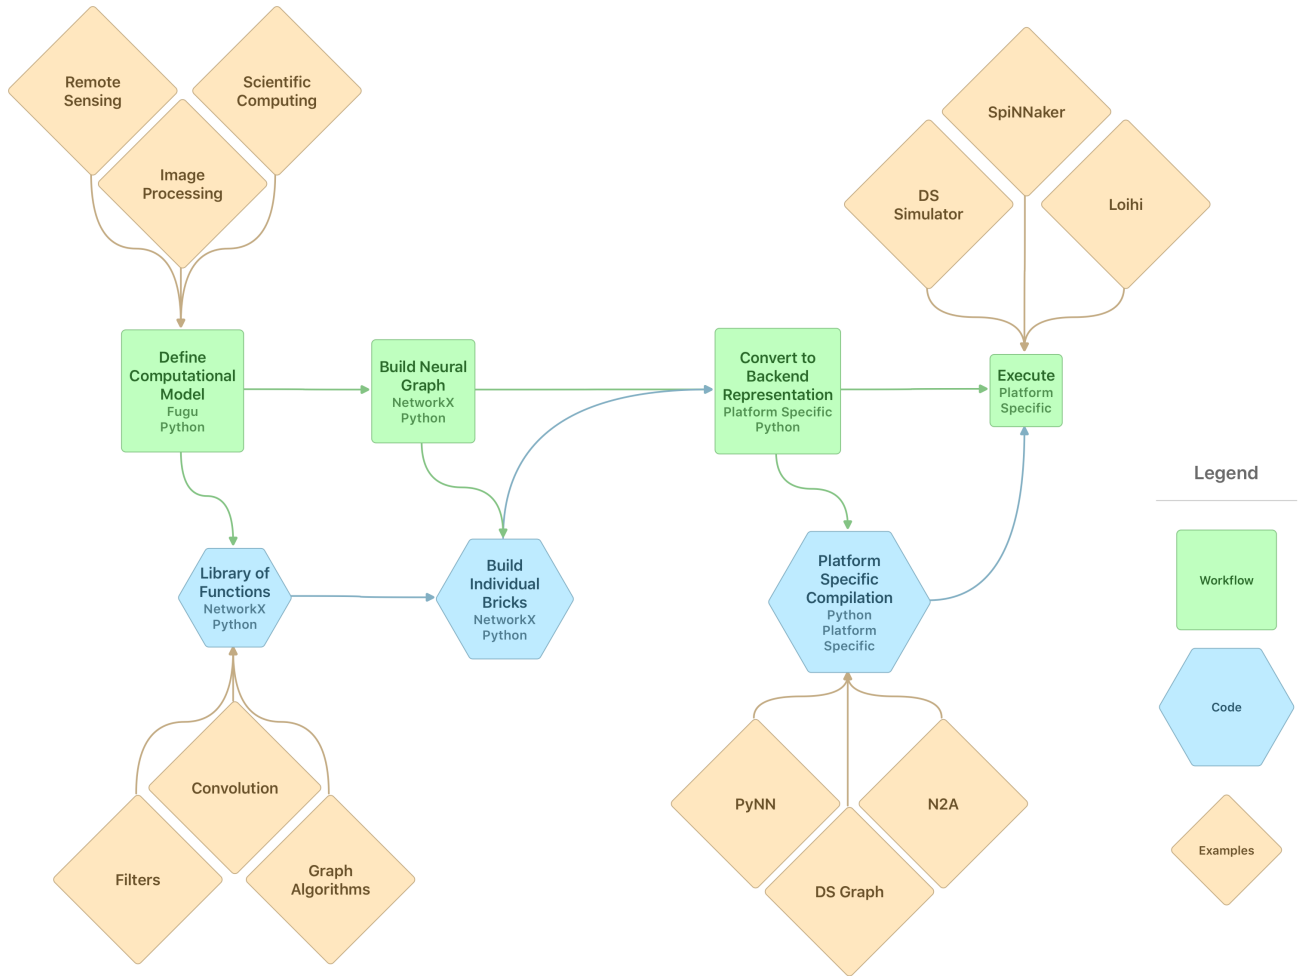 Remote
Sensing
Scientific
Computing
Image
Processing
SpiNNaker
DS
Simulator
Loihi
Define
Computational
Model
Fugu
Python
Build Neural
Graph
NetworkX
Python
Convert to
Backend
Representation
Platform Specific
Python
Execute
Platform
Specific
Library of
Functions
NetworkX
Python
Build
Individual
Bricks
NetworkX
Python
Platform
Specific
Compilation
Python
Platform
Specific
Convolution
Filters
Graph
Algorithms
PyNN
N2A
DS Graph
Legend
Workflow
Code
Examples